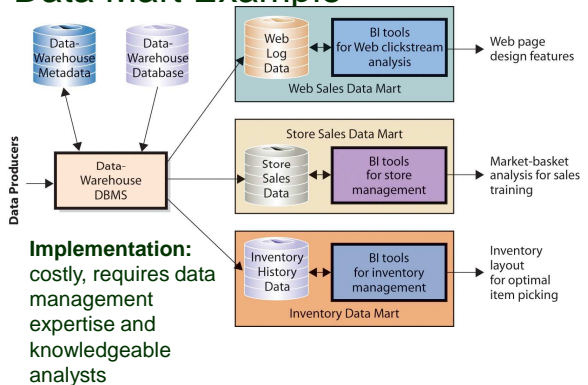 Data Mart Example
Data-
Warehouse
Metadata
Data-
Warehouse
Database
Data Producers
Data-
Warehouse
DBMS
Web
Log
Data
BI tools
for Web clickstream
analysis
Web Sales Data Mart
Web page
design features
Store Sales Data Mart
Store
Sales
Data
BI tools
for store
management
Market-basket
analysis for sales
training
Inventory
History
Data
BI tools
for inventory
management
Inventory Data Mart
Inventory
layout
for optimal
item picking
Implementation:
costly, requires data
management
expertise and
knowledgeable
analysts